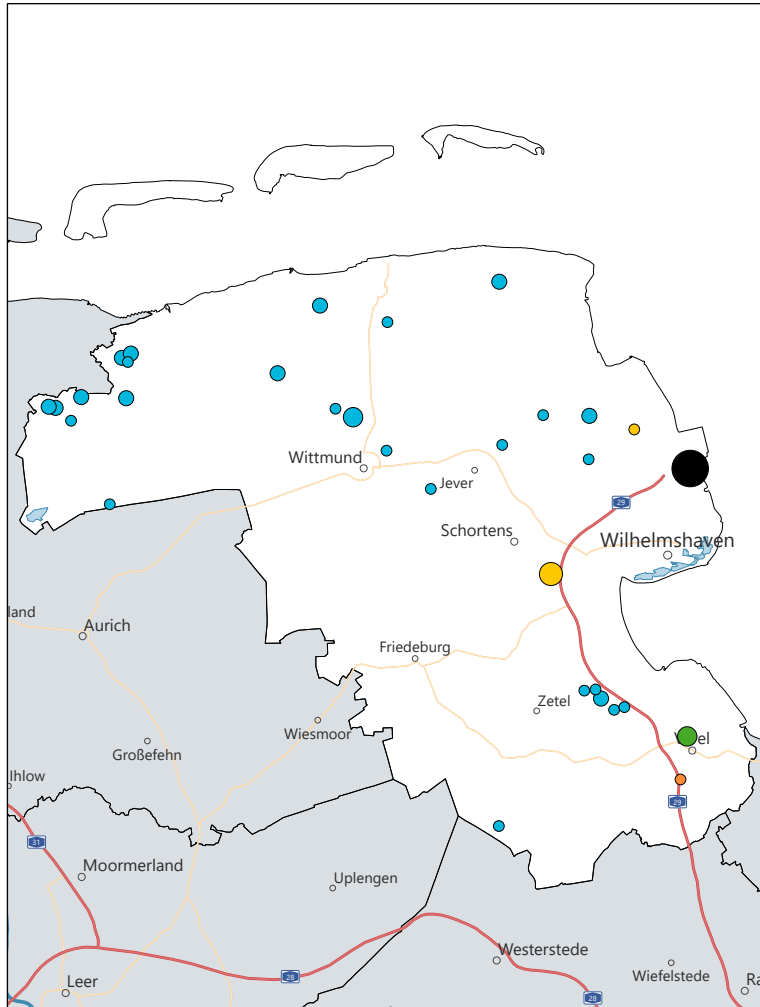 Wittmund
Jever
29
Schortens
Wilhelmshaven
land
Aurich
Friedeburg
Zetel
Wiesmoor
Großefehn
Ihlow
29
31
Moormerland
Uplengen
Westerstede
Wiefelstede
28
Leer
28